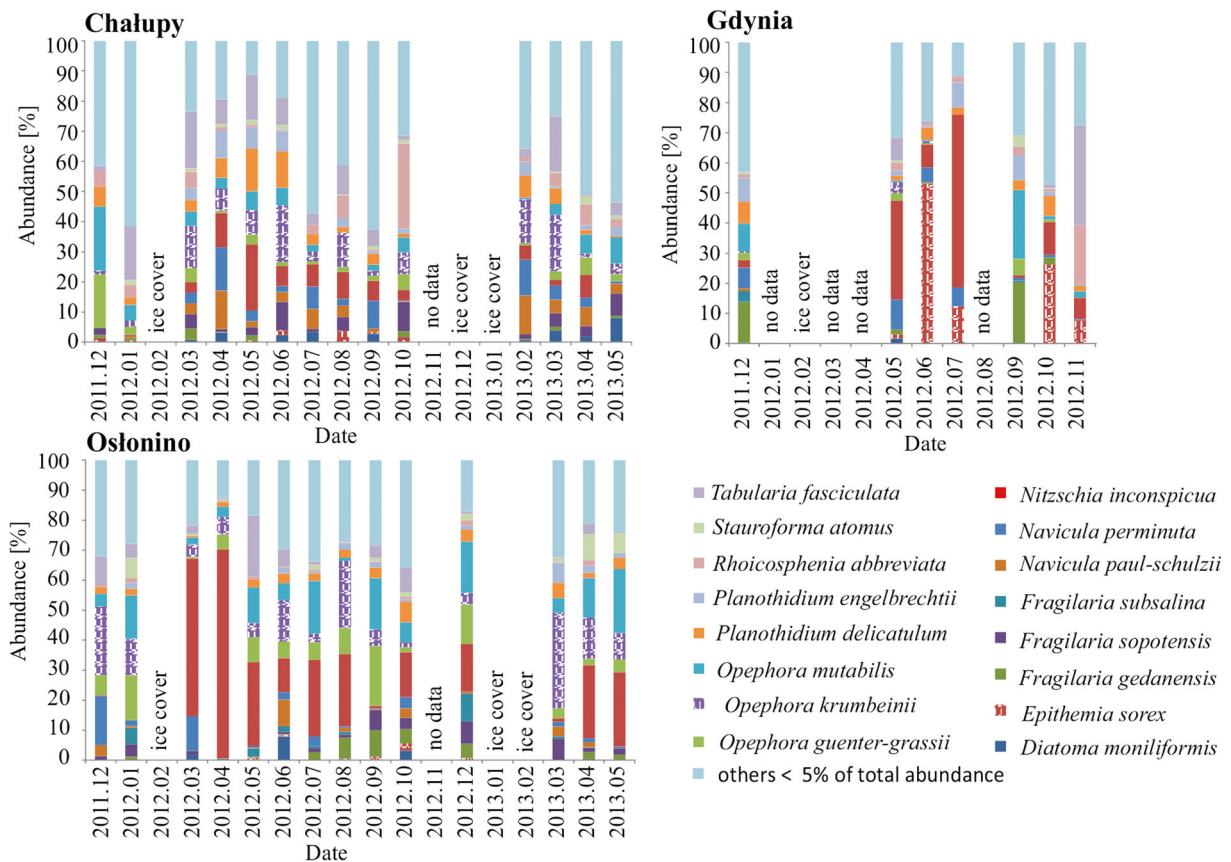 Chałupy
Abundance [%]
100
90
80
70
60
50
40
30
20
10
0
ice cover
no data
ice cover
ice cover
2011.12
2012.01
2012.02
2012.03
2012.04
2012.05
2012.06
2012.07
2012.08
2012.09
2012.10
2012.11
2012.12
2013.01
2013.02
2013.03
2013.04
2013.05
Date
Gdynia
Abundance [%]
100
90
80
70
60
50
40
30
20
10
0
no data
ice cover
no data
no data
no data
2011.12
2012.01
2012.02
2012.03
2012.04
2012.05
2012.06
2012.07
2012.08
2012.09
2012.10
2012.11
Date
Osłonino
Abundance [%]
100
90
80
70
60
50
40
30
20
10
0
ice cover
no data
ice cover
ice cover
2011.12
2012.01
2012.02
2012.03
2012.04
2012.05
2012.06
2012.07
2012.08
2012.09
2012.10
2012.11
2012.12
2013.01
2013.02
2013.03
2013.04
2013.05
Date
Tabularia fasciculata
Stauroforma atomus
Rhoicosphenia abbreviata
Planothidium engelbrechtii
Planothidium delicatulum
Opephora mutabilis
Opephora krumbeinii
Opephora guenter-grassii
others < 5% of total abundance
Nitzschia inconspicua
Navicula perminuta
Navicula paul-schulzii
Fragilaria subsalina
Fragilaria sopotensis
Fragilaria gedanensis
Epithemia sorex
Diatoma moniliformis